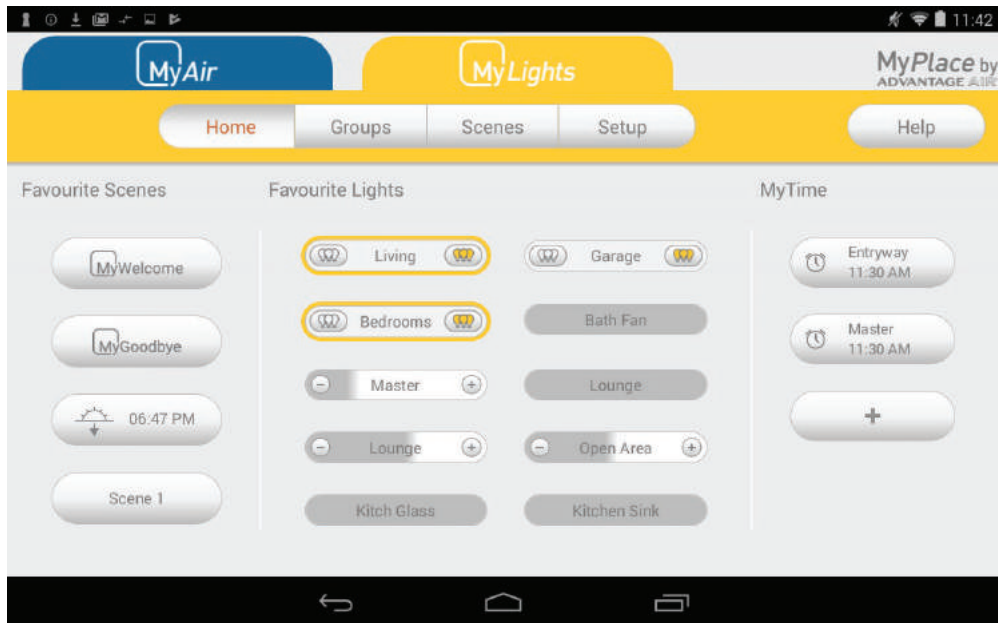 11:42
MyAir
MyLights
MyPlace by
ADVANTAGE AIR
Home
Groups
Scenes
Setup
Help
Favourite Scenes
Favourite Lights
MyTime
MyWelcome
MyGoodbye
06:47 PM
Scene 1
Living
Garage
Bedrooms
Bath Fan
Master
Lounge
Lounge
Open Area
Kitch Glass
Kitchen Sink
Entryway
11:30 AM
Master
11:30 AM